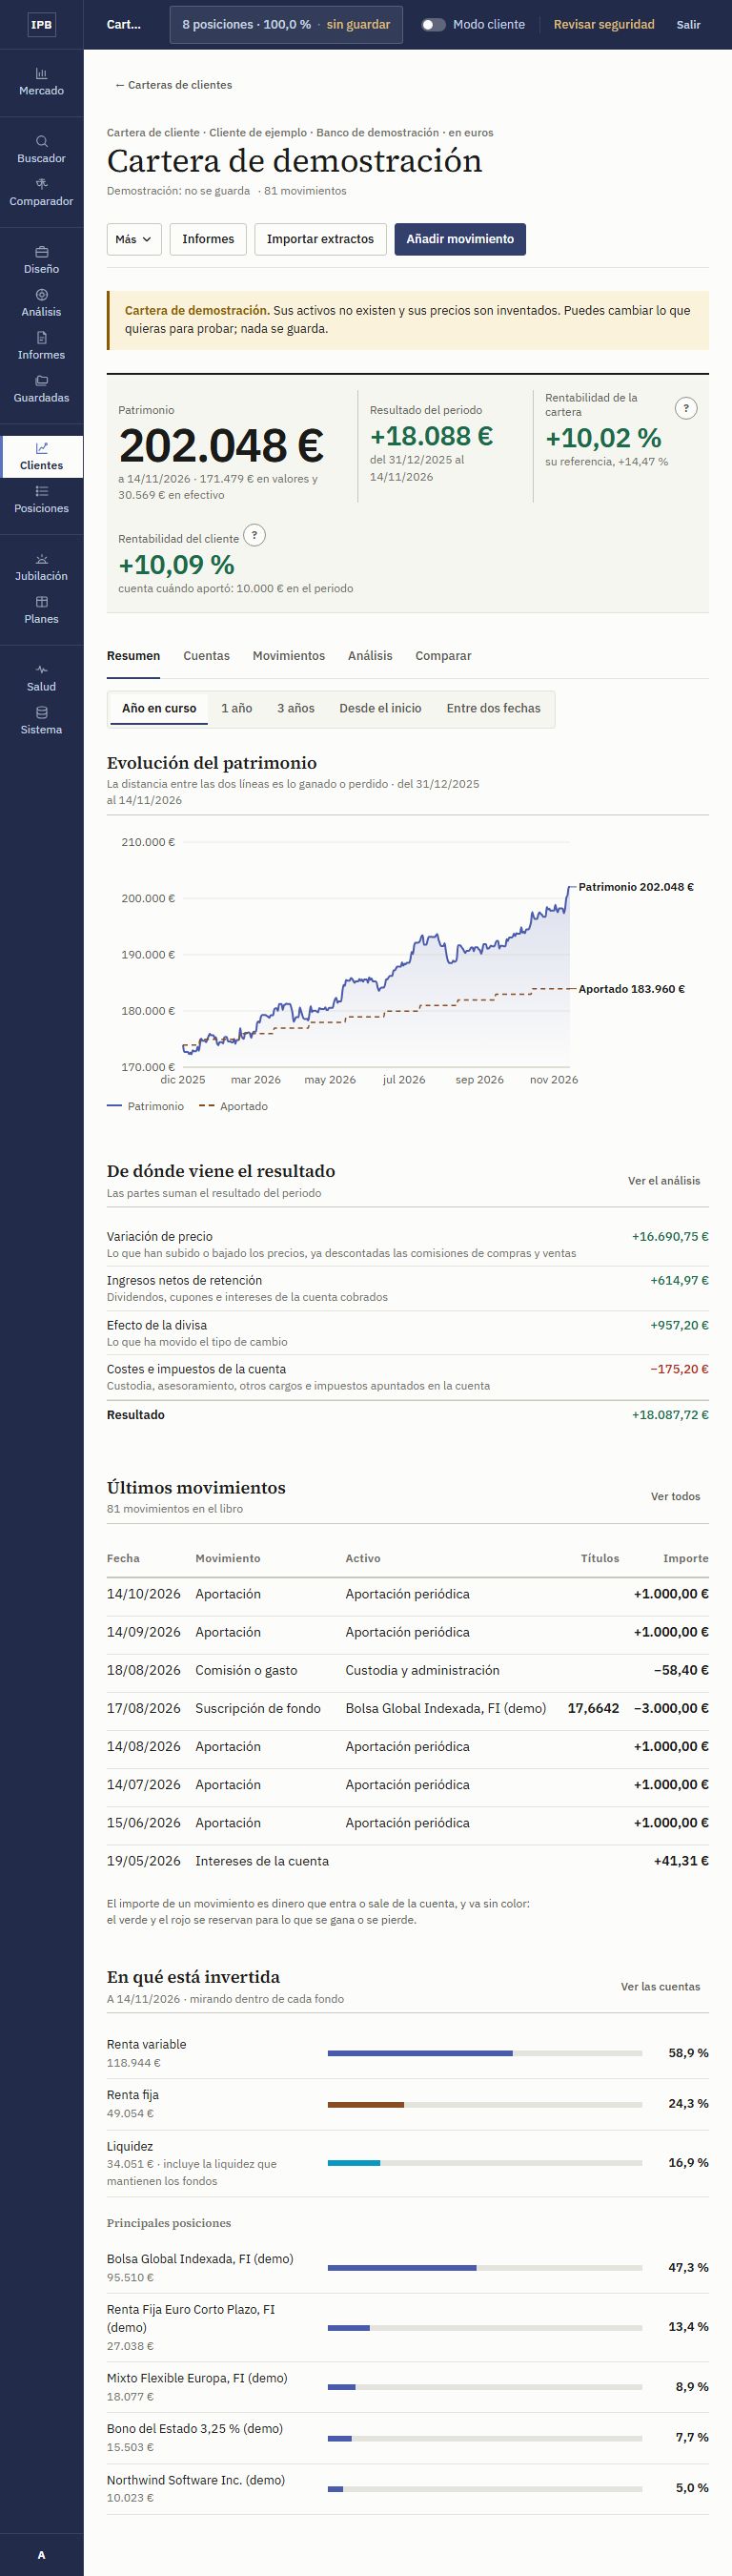 IPB
Cart...
8 posiciones · 100,0 % · sin guardar
Modo cliente
Revisar seguridad
Salir
Mercado
Buscador
Comparador
Diseño
Análisis
Informes
Guardadas
Clientes
Posiciones
Jubilación
Planes
Salud
Sistema
A
← Carteras de clientes
Cartera de cliente · Cliente de ejemplo · Banco de demostración · en euros
Cartera de demostración
Demostración: no se guarda · 81 movimientos
Más
Informes
Importar extractos
Añadir movimiento
Cartera de demostración. Sus activos no existen y sus precios son inventados. Puedes cambiar lo que
quieras para probar; nada se guarda.
Patrimonio
202.048 €
a 14/11/2026 · 171.479 € en valores y
30.569 € en efectivo
Resultado del periodo
+18.088 €
del 31/12/2025 al
14/11/2026
Rentabilidad de la
cartera
?
+10,02 %
su referencia, +14,47 %
Rentabilidad del cliente ?
+10,09 %
cuenta cuándo aportó: 10.000 € en el periodo
Resumen Cuentas Movimientos Análisis Comparar
Año en curso 1 año 3 años Desde el inicio Entre dos fechas
Evolución del patrimonio
La distancia entre las dos líneas es lo ganado o perdido · del 31/12/2025
al 14/11/2026
210.000 €
200.000 €
190.000 €
180.000 €
170.000 €
Patrimonio 202.048 €
Aportado 183.960 €
dic 2025 mar 2026 may 2026 jul 2026 sep 2026 nov 2026
Patrimonio Aportado
De dónde viene el resultado
Las partes suman el resultado del periodo
Ver el análisis
Variación de precio +16.690,75 €
Lo que han subido o bajado los precios, ya descontadas las comisiones de compras y ventas
Ingresos netos de retención +614,97 €
Dividendos, cupones e intereses de la cuenta cobrados
Efecto de la divisa +957,20 €
Lo que ha movido el tipo de cambio
Costes e impuestos de la cuenta −175,20 €
Custodia, asesoramiento, otros cargos e impuestos apuntados en la cuenta
Resultado +18.087,72 €
Últimos movimientos
81 movimientos en el libro
Ver todos
Fecha Movimiento Activo Títulos Importe
14/10/2026 Aportación Aportación periódica +1.000,00 €
14/09/2026 Aportación Aportación periódica +1.000,00 €
18/08/2026 Comisión o gasto Custodia y administración −58,40 €
17/08/2026 Suscripción de fondo Bolsa Global Indexada, FI (demo) 17,6642 −3.000,00 €
14/08/2026 Aportación Aportación periódica +1.000,00 €
14/07/2026 Aportación Aportación periódica +1.000,00 €
15/06/2026 Aportación Aportación periódica +1.000,00 €
19/05/2026 Intereses de la cuenta +41,31 €
El importe de un movimiento es dinero que entra o sale de la cuenta, y va sin color:
el verde y el rojo se reservan para lo que se gana o se pierde.
En qué está invertida
A 14/11/2026 · mirando dentro de cada fondo
Ver las cuentas
Renta variable
118.944 €
58,9 %
Renta fija
49.054 €
24,3 %
Liquidez
34.051 € · incluye la liquidez que
mantienen los fondos
16,9 %
Principales posiciones
Bolsa Global Indexada, FI (demo)
95.510 €
47,3 %
Renta Fija Euro Corto Plazo, FI
(demo)
27.038 €
13,4 %
Mixto Flexible Europa, FI (demo)
18.077 €
8,9 %
Bono del Estado 3,25 % (demo)
15.503 €
7,7 %
Northwind Software Inc. (demo)
10.023 €
5,0 %